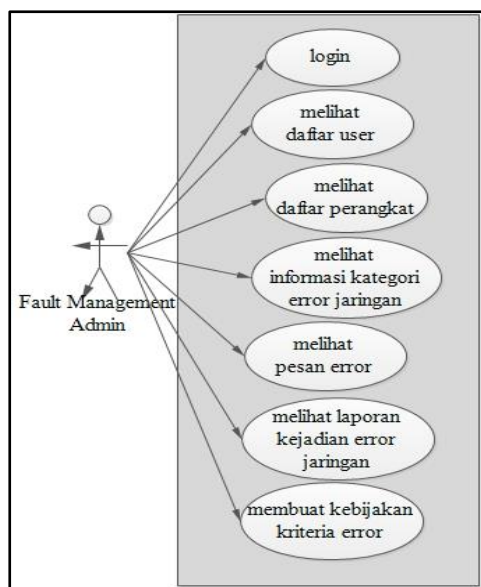 login
melihat
daftar user
melihat
daftar perangkat
melihat
informasi kategori
error jaringan
Fault Management
Admin
melihat
pesan error
melihat laporan
kejadian error
jaringan
membuat kebijakan
kriteria error